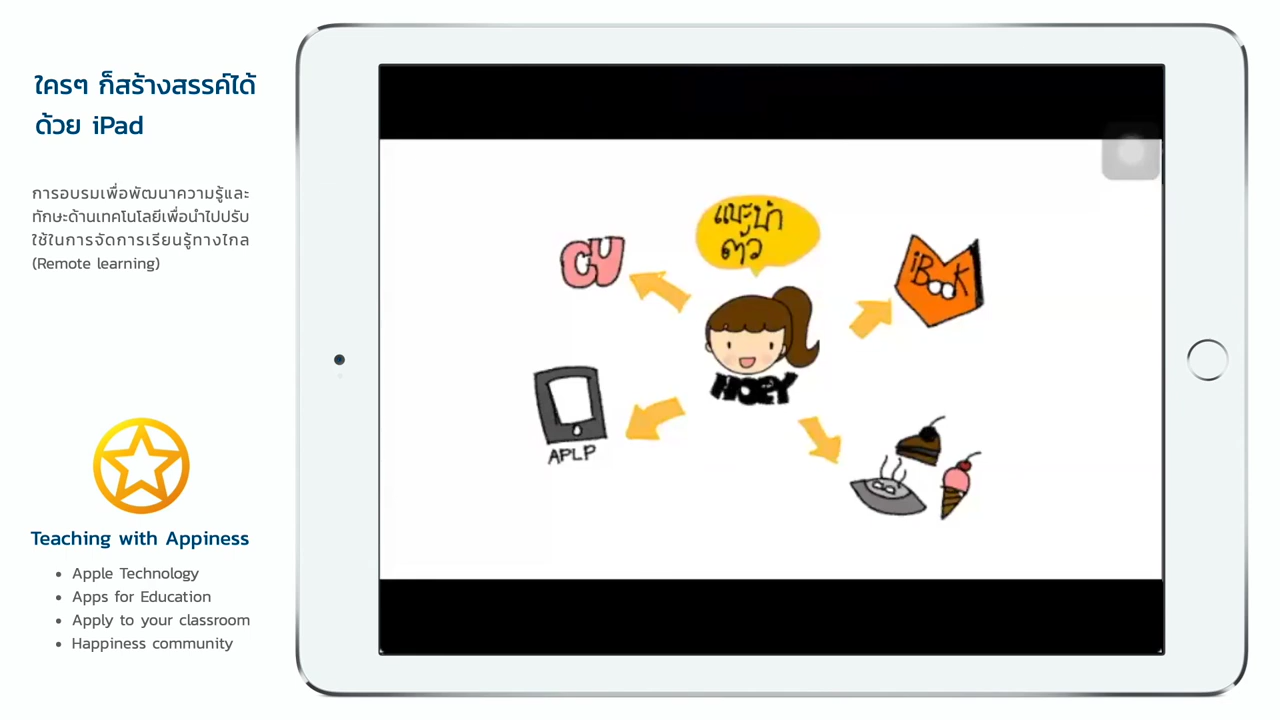 ใครๆ ก็สร้างสรรค์ได้
ด้วย iPad
การอบรมเพื่อพัฒนาความรู้และ
ทักษะด้านเทคโนโลยีเพื่อนำไปปรับ
ใช้ในการจัดการเรียนรู้ทางไกล
(Remote learning)
Teaching with Appiness
Apple Technology
Apps for Education
Apply to your classroom
Happiness community
แนะนำ
ตัว
CU
iBook
HOEY
APLP